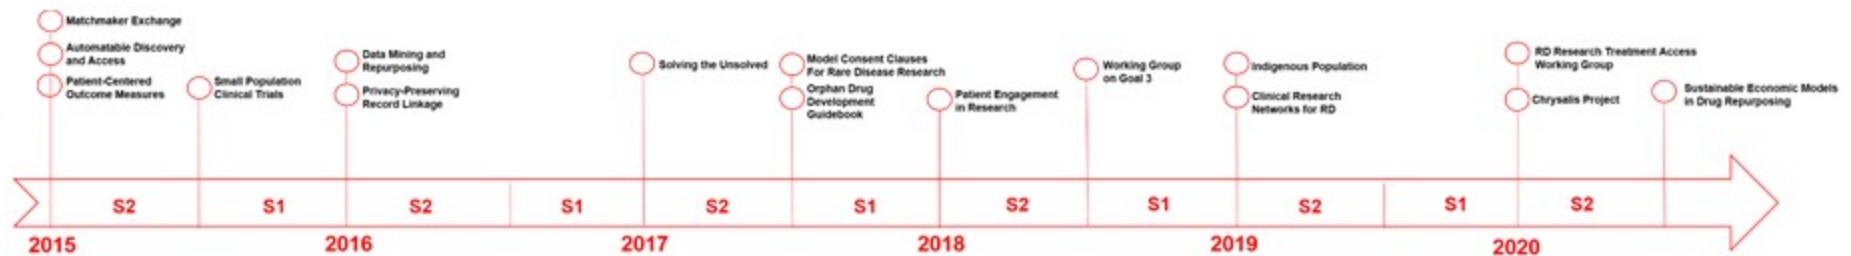 Matchmaker Exchange
Automatable Discovery
and Access
Patient-Centered
Outcome Measures
Small Population
Clinical Trials
Data Mining and
Repurposing
Privacy-Preserving
Record Linkage
Solving the Unsolved
Model Consent Clauses
For Rare Disease Research
Orphan Drug
Development
Guidebook
Patient Engagement
in Research
Working Group
on Goal 3
Indigenous Population
Clinical Research
Networks for RD
RD Research Treatment Access
Working Group
Chrysalis Project
Sustainable Economic Models
in Drug Repurposing
S2 S1 S2 S1 S2 S1 S2 S1 S2 S1 S2
2015 2016 2017 2018 2019 2020